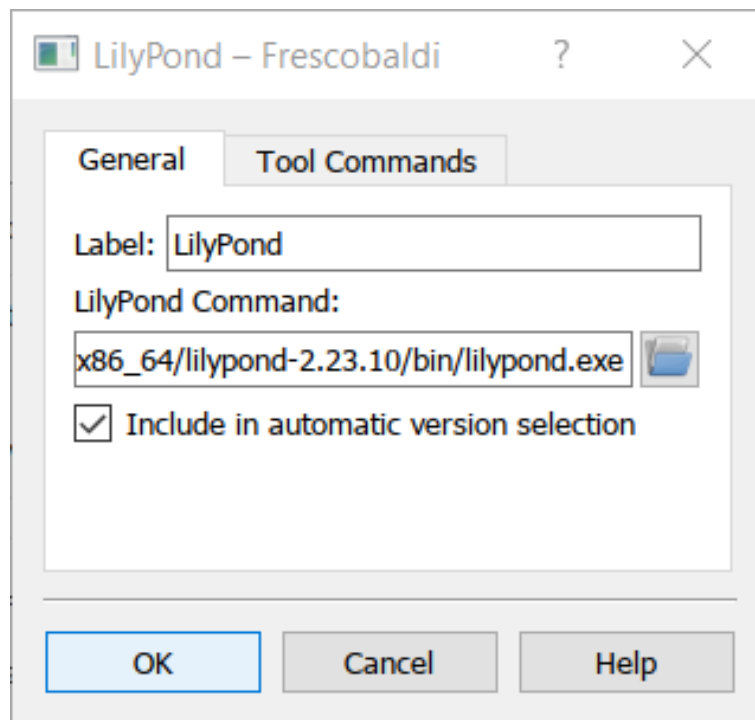 LilyPond – Frescobaldi ?
General Tool Commands
Label: LilyPond
LilyPond Command:
x86_64/lilypond-2.23.10/bin/lilypond.exe
Include in automatic version selection
OK Cancel Help